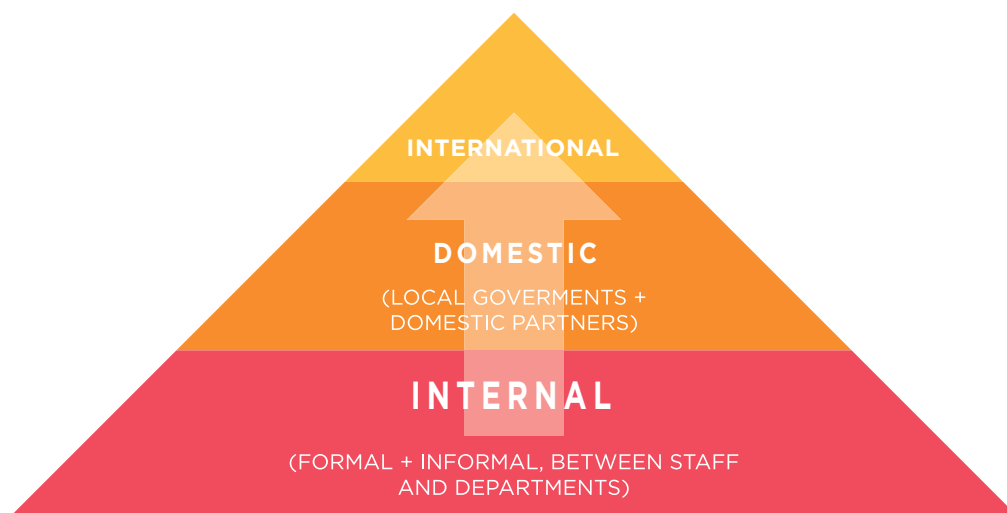 INTERNATIONAL
DOMESTIC
(LOCAL GOVERMENTS +
DOMESTIC PARTNERS)
INTERNAL
(FORMAL + INFORMAL, BETWEEN STAFF
AND DEPARTMENTS)